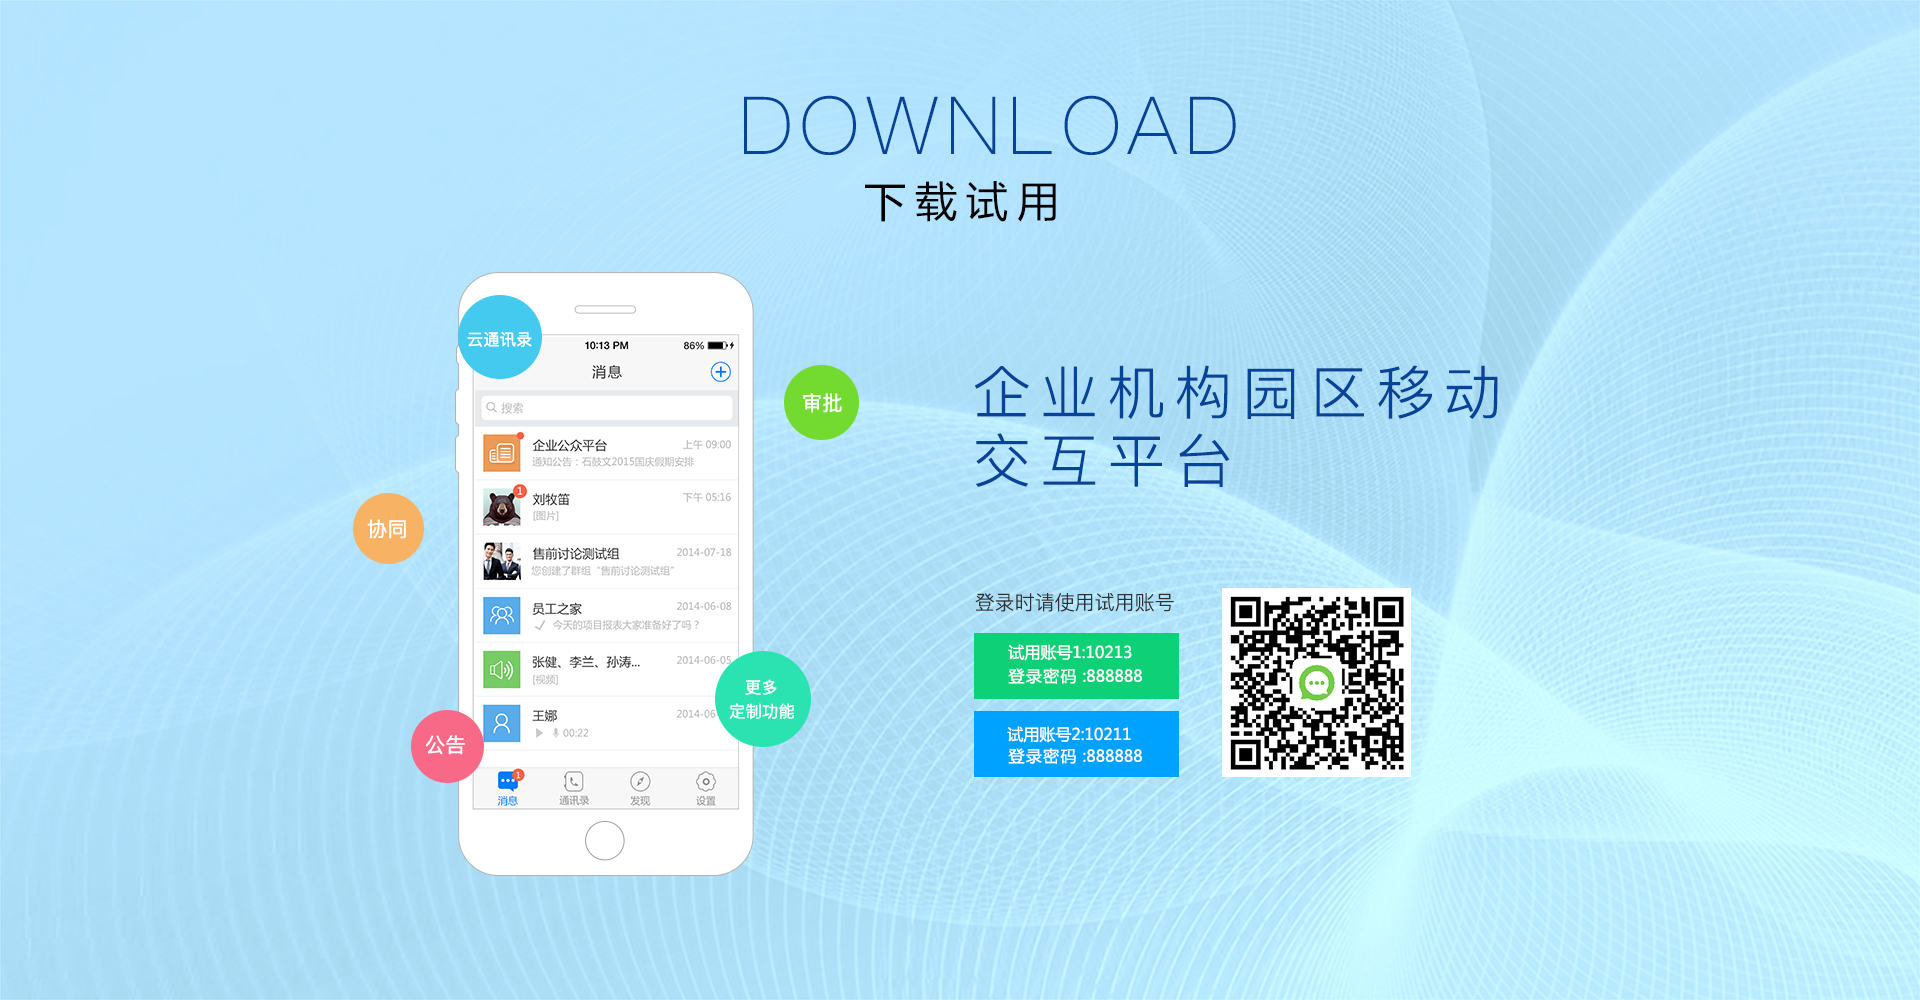 DOWNLOAD
下载试用
云通讯录
10:13 PM
86%
消息
搜索
企业公众平台
上午 09:00
通知公告：石鼓文2015国庆假期安排
1
刘牧笛
下午 05:16
[图片]
售前讨论测试组
2014-07-18
您创建了群组“售前讨论测试组”
员工之家
2014-06-08
今天的项目报表大家准备好了吗？
张健、李兰、孙涛...
2014-06-05
[视频]
王娜
2014-06-
00:22
1
消息
通讯录
发现
设置
审批
协同
公告
更多
定制功能
企业机构园区移动
交互平台
登录时请使用试用账号
试用账号1:10213
登录密码 :888888
试用账号2:10211
登录密码 :888888